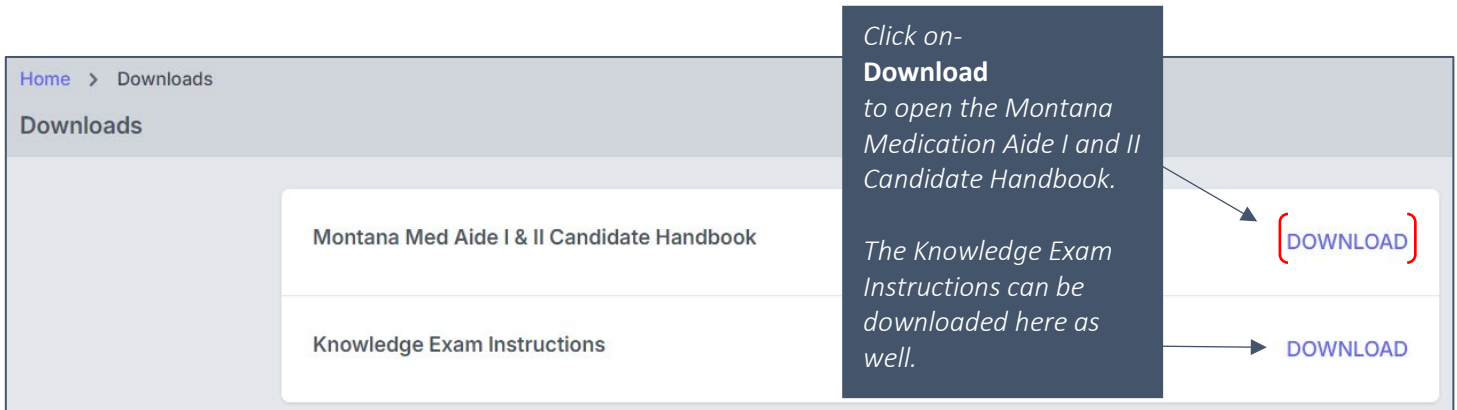 Home > Downloads
Downloads
Click on-
Download
to open the Montana
Medication Aide I and II
Candidate Handbook.
The Knowledge Exam
Instructions can be
downloaded here as
well.
Montana Med Aide I & II Candidate Handbook
DOWNLOAD
Knowledge Exam Instructions
DOWNLOAD